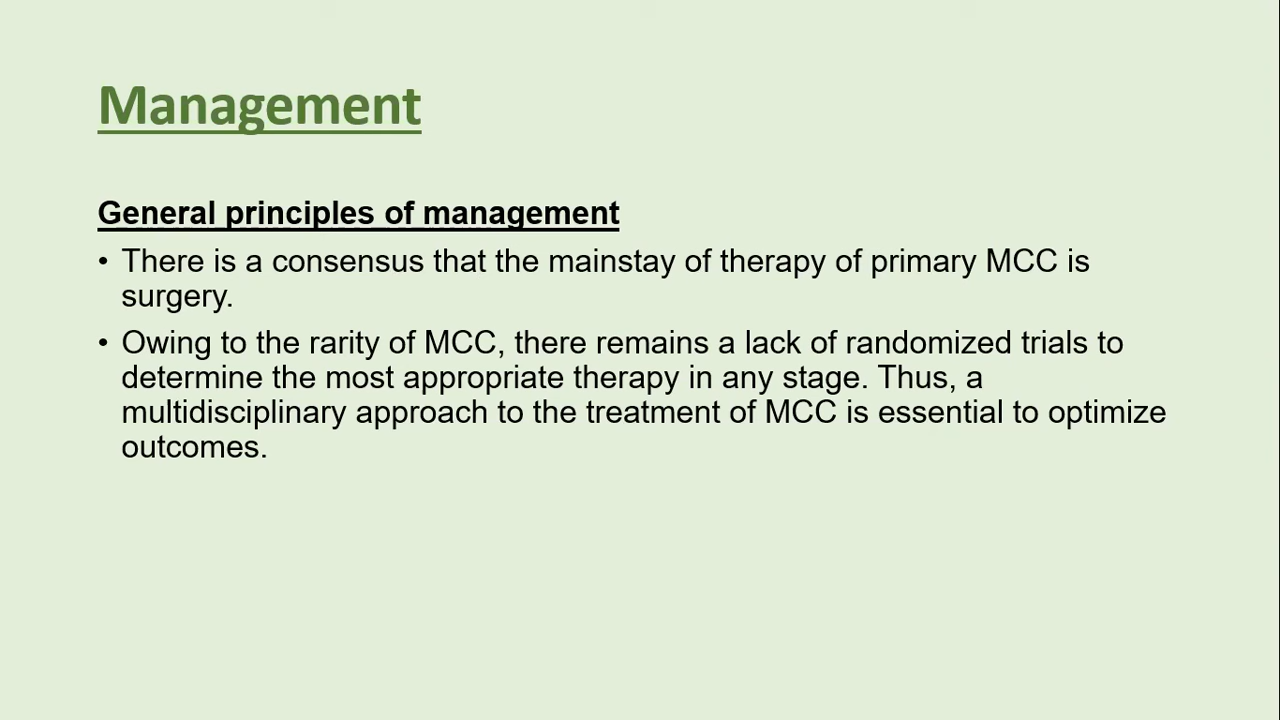 Management
General principles of management
• There is a consensus that the mainstay of therapy of primary MCC is
surgery.
• Owing to the rarity of MCC, there remains a lack of randomized trials to
determine the most appropriate therapy in any stage. Thus, a
multidisciplinary approach to the treatment of MCC is essential to optimize
outcomes.